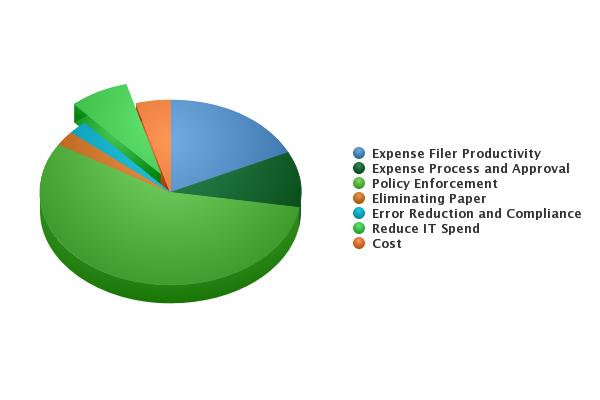 Expense Filer Productivity
Expense Process and Approval
Policy Enforcement
Eliminating Paper
Error Reduction and Compliance
Reduce IT Spend
Cost